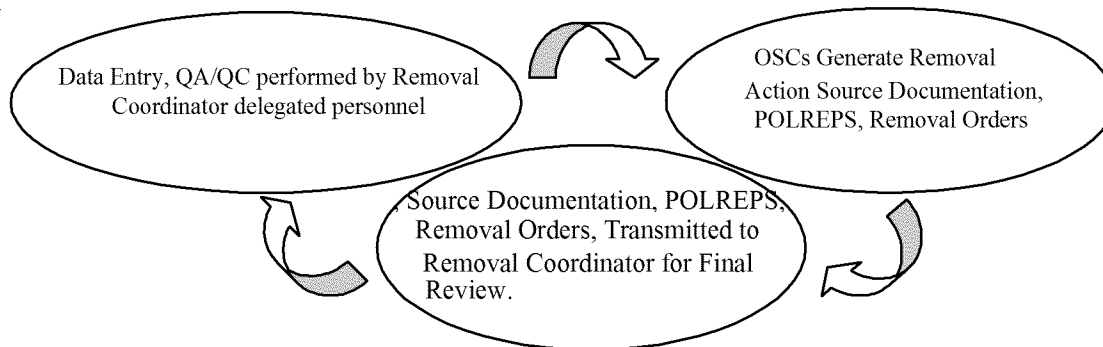 Data Entry, QA/QC performed by Removal
Coordinator delegated personnel
OSCs Generate Removal
Action Source Documentation,
POLREPS, Removal Orders
, Source Documentation, POLREPS,
Removal Orders, Transmitted to
Removal Coordinator for Final
Review.